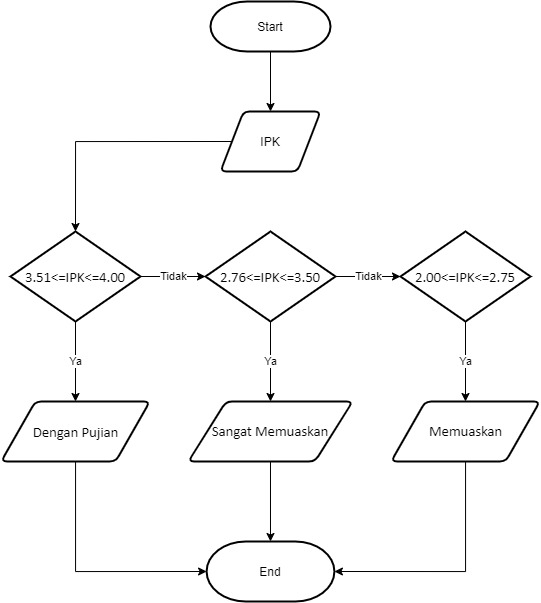 Start
IPK
3.51<=IPK<=4.00
Tidak
2.76<=IPK<=3.50
Tidak
2.00<=IPK<=2.75
Ya
Ya
Ya
Dengan Pujian
Sangat Memuaskan
Memuaskan
End